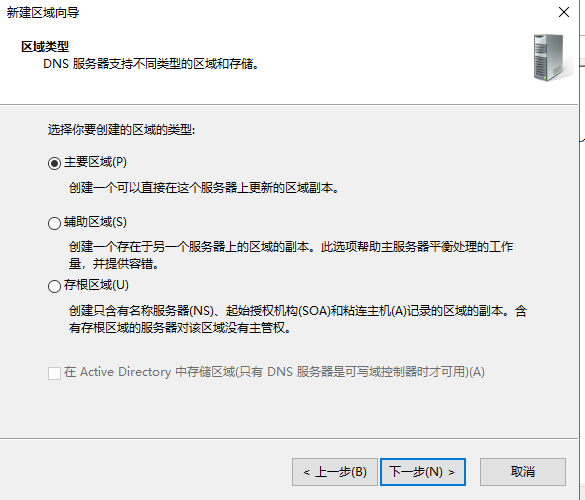 新建区域向导
区域类型
DNS 服务器支持不同类型的区域和存储。
选择你要创建的区域的类型:
主要区域(P)
创建一个可以直接在这个服务器上更新的区域副本。
辅助区域(S)
创建一个存在于另一个服务器上的区域的副本。此选项帮助主服务器平衡处理的工作
量，并提供容错。
存根区域(U)
创建只含有名称服务器(NS)、起始授权机构(SOA)和粘连主机(A)记录的区域的副本。含
有存根区域的服务器对该区域没有主管权。
在 Active Directory 中存储区域(只有 DNS 服务器是可写域控制器时才可用)(A)
< 上一步(B)
下一步(N) >
取消